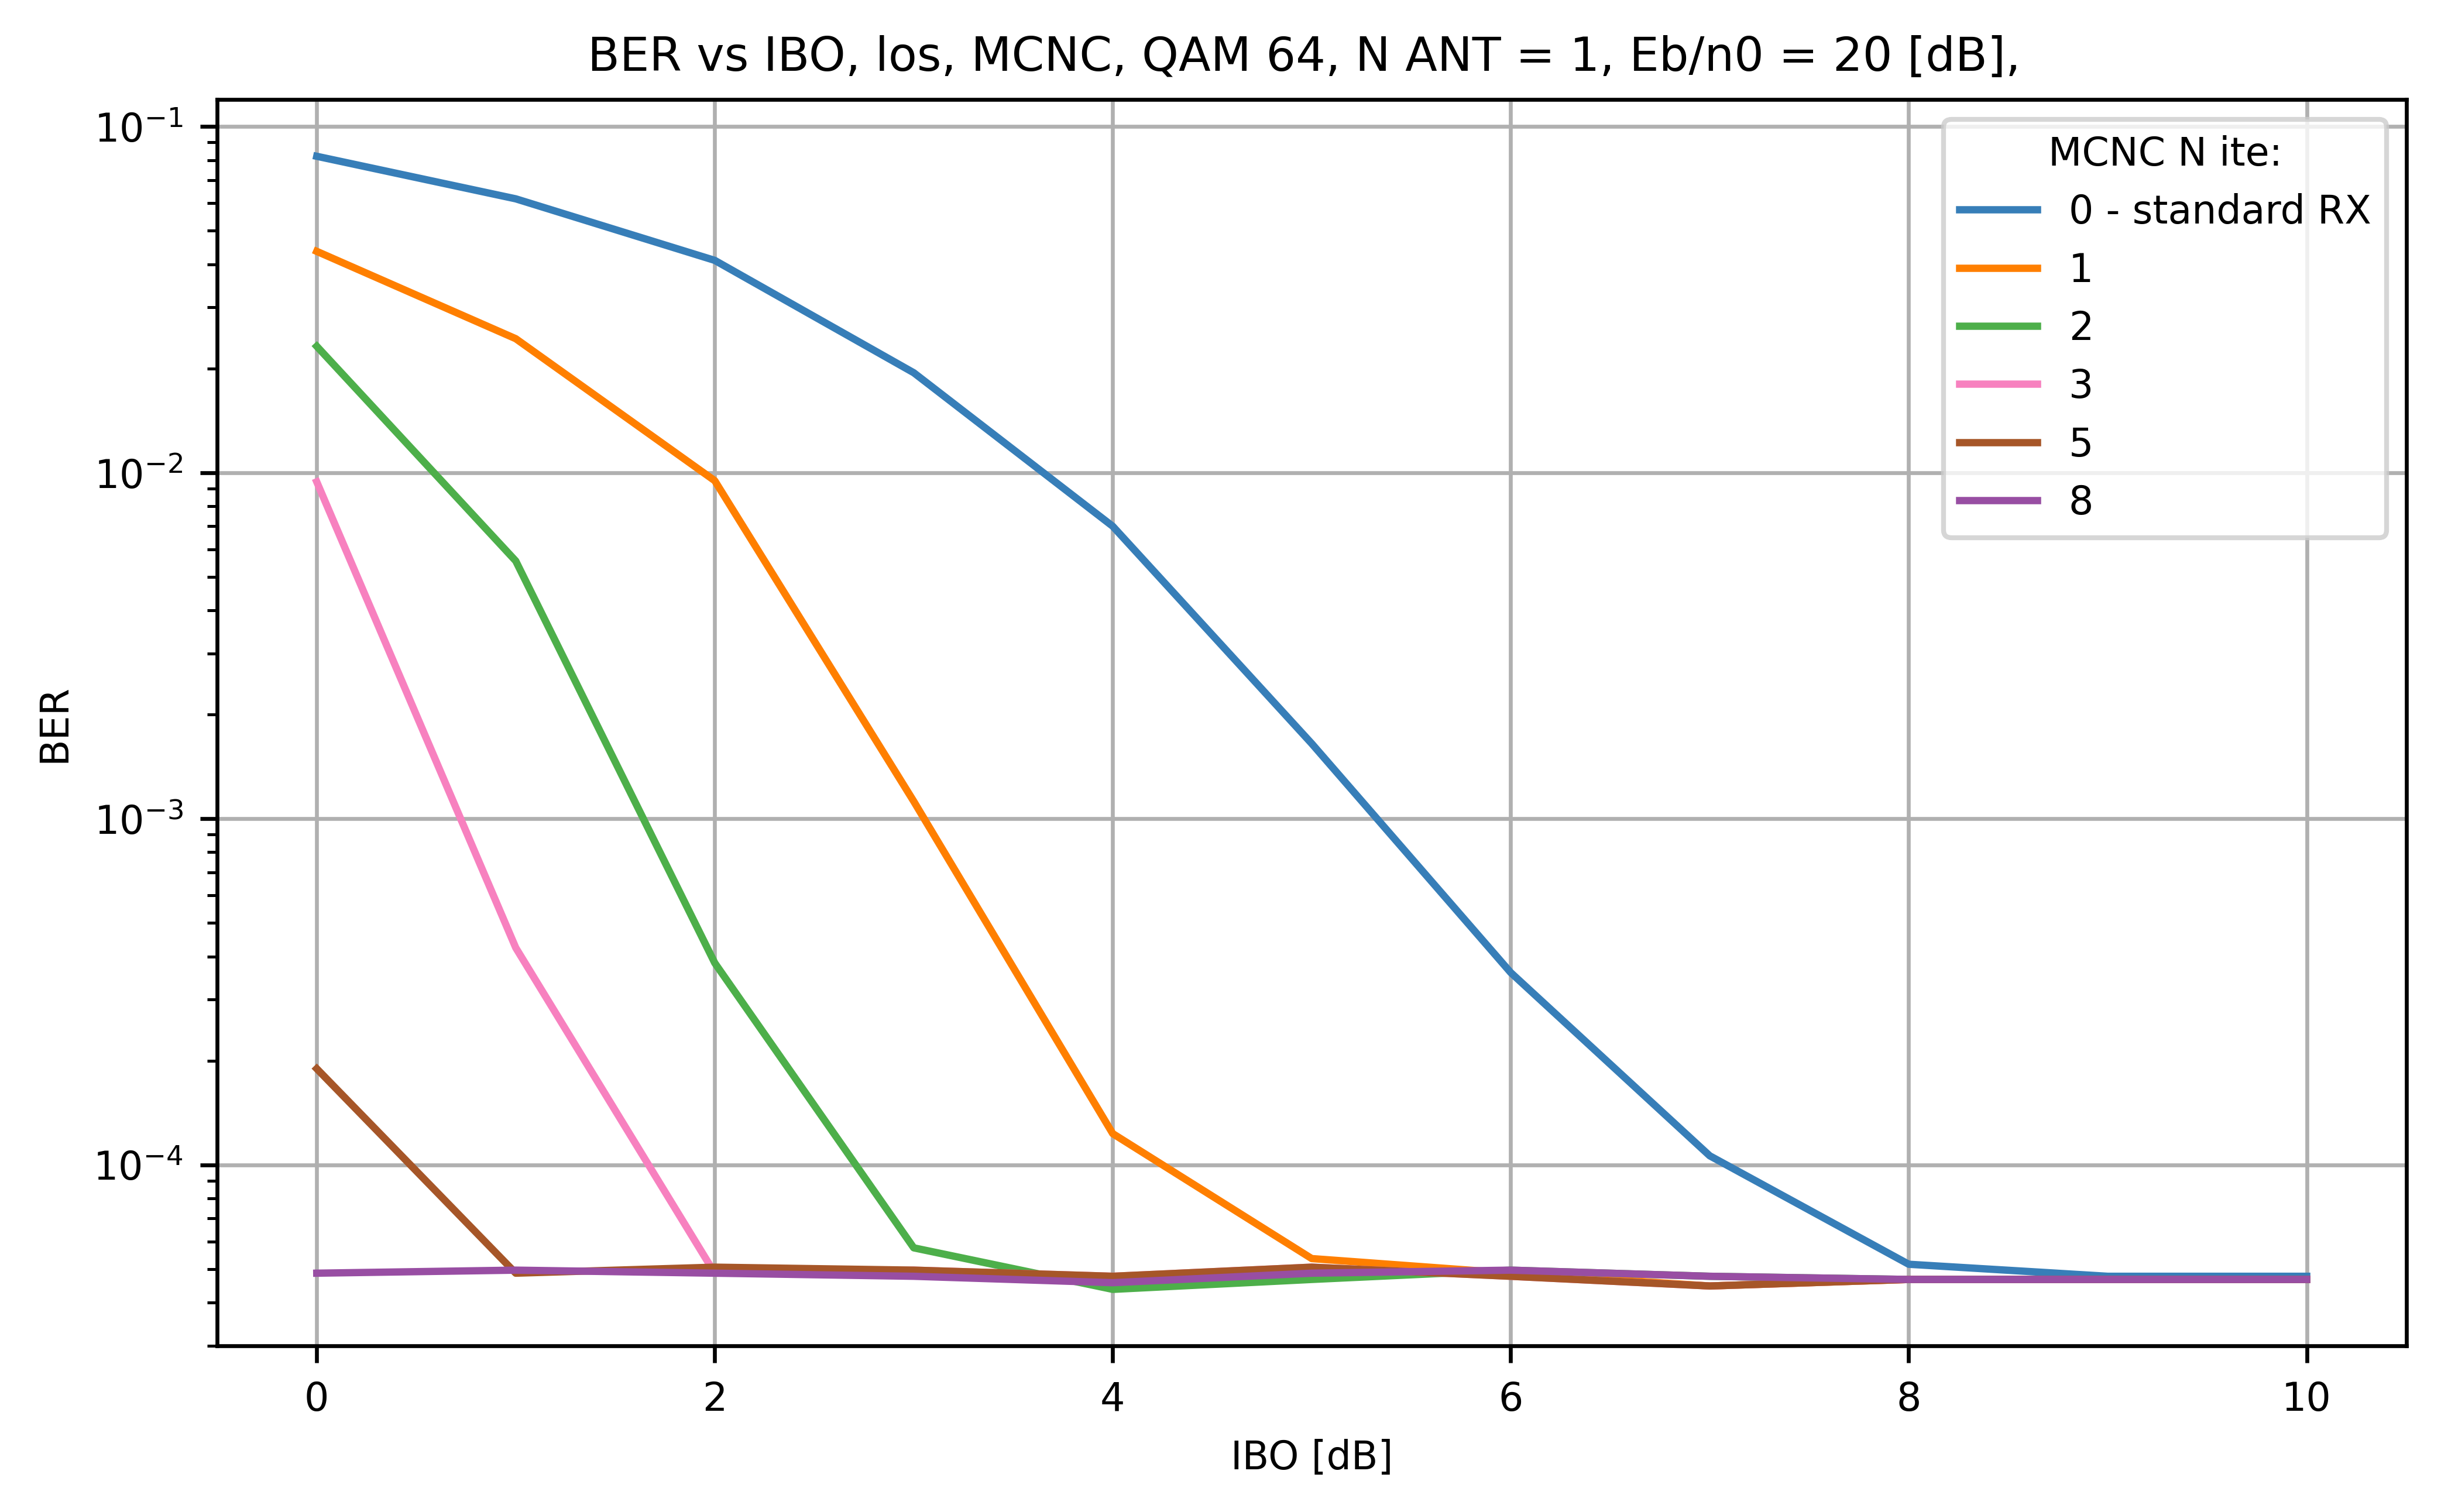 BER vs IBO, los, MCNC, QAM 64, N ANT = 1, Eb/n0 = 20 [dB],
10⁻¹
10⁻²
10⁻³
10⁻⁴
BER
MCNC N ite:
0 - standard RX
1
2
3
5
8
0 2 4 6 8 10
IBO [dB]